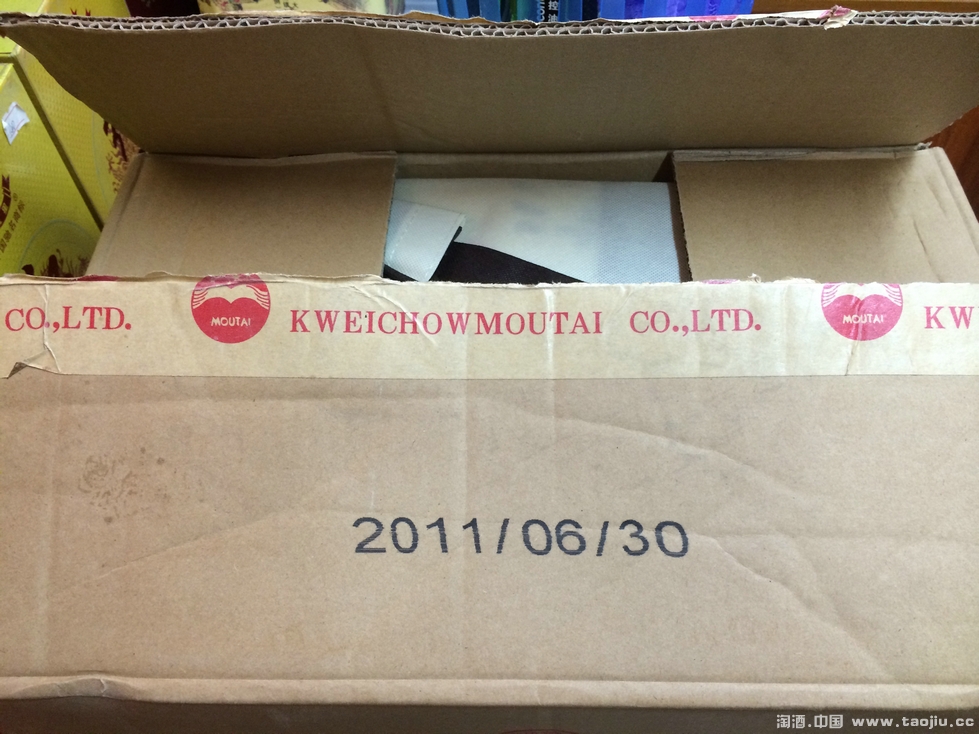 CO.,LTD. MOUTAI KWEICHOWMOUTAI CO.,LTD. MOUTAI KW
2011/06/30
淘酒.中国 www.taojiu.cc